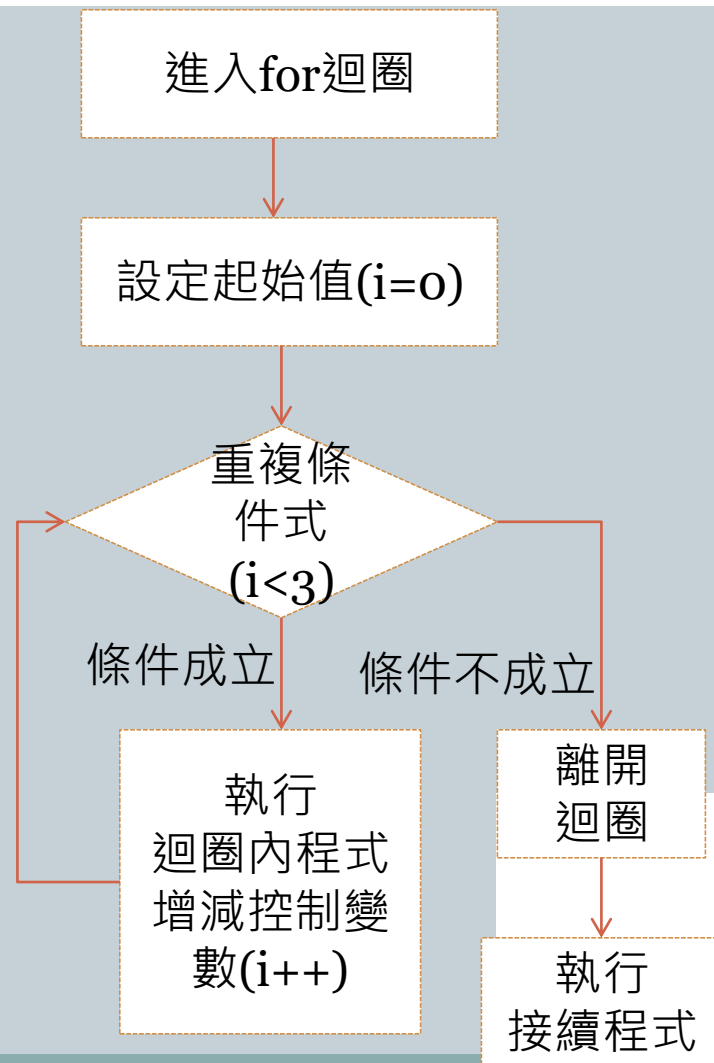 進入for迴圈
設定起始值(i=0)
重複條
件式
(i<3)
條件成立
條件不成立
執行
迴圈內程式
增減控制變
數(i++)
離開
迴圈
執行
接續程式